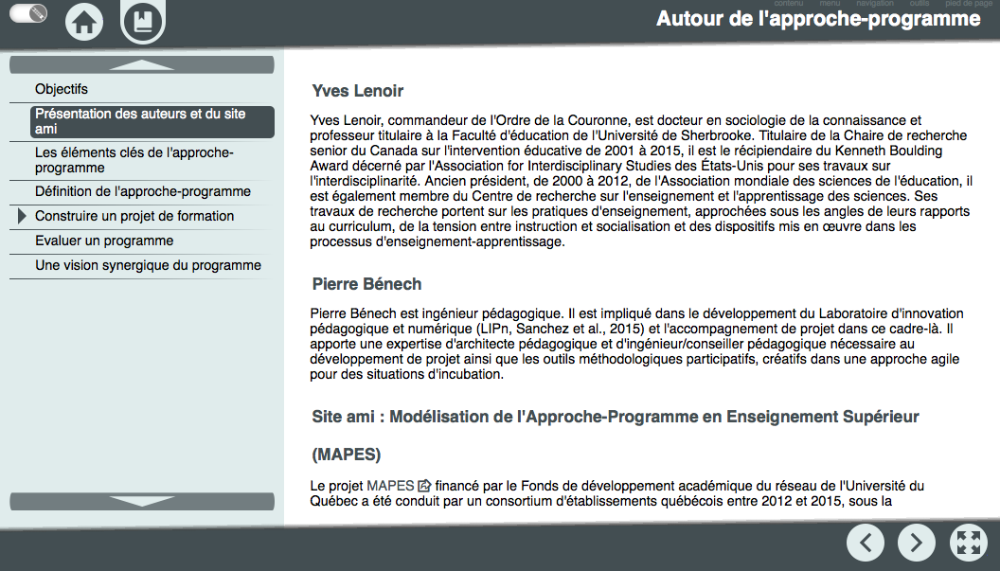 contenu menu navigation outils pied de page
Autour de l'approche-programme
Objectifs
Présentation des auteurs et du site
ami
Les éléments clés de l'approche-
programme
Définition de l'approche-programme
Construire un projet de formation
Evaluer un programme
Une vision synergique du programme
Yves Lenoir
Yves Lenoir, commandeur de l'Ordre de la Couronne, est docteur en sociologie de la connaissance et
professeur titulaire à la Faculté d'éducation de l'Université de Sherbrooke. Titulaire de la Chaire de recherche
senior du Canada sur l'intervention éducative de 2001 à 2015, il est le récipiendaire du Kenneth Boulding
Award décerné par l'Association for Interdisciplinary Studies des États-Unis pour ses travaux sur
l'interdisciplinarité. Ancien président, de 2000 à 2012, de l'Association mondiale des sciences de l'éducation, il
est également membre du Centre de recherche sur l'enseignement et l'apprentissage des sciences. Ses
travaux de recherche portent sur les pratiques d'enseignement, approchées sous les angles de leurs rapports
au curriculum, de la tension entre instruction et socialisation et des dispositifs mis en œuvre dans les
processus d'enseignement-apprentissage.
Pierre Bénech
Pierre Bénech est ingénieur pédagogique. Il est impliqué dans le développement du Laboratoire d'innovation
pédagogique et numérique (LIPn, Sanchez et al., 2015) et l'accompagnement de projet dans ce cadre-là. Il
apporte une expertise d'architecte pédagogique et d'ingénieur/conseiller pédagogique nécessaire au
développement de projet ainsi que les outils méthodologiques participatifs, créatifs dans une approche agile
pour des situations d'incubation.
Site ami : Modélisation de l'Approche-Programme en Enseignement Supérieur
(MAPES)
Le projet MAPES financé par le Fonds de développement académique du réseau de l'Université du
Québec a été conduit par un consortium d'établissements québécois entre 2012 et 2015, sous la